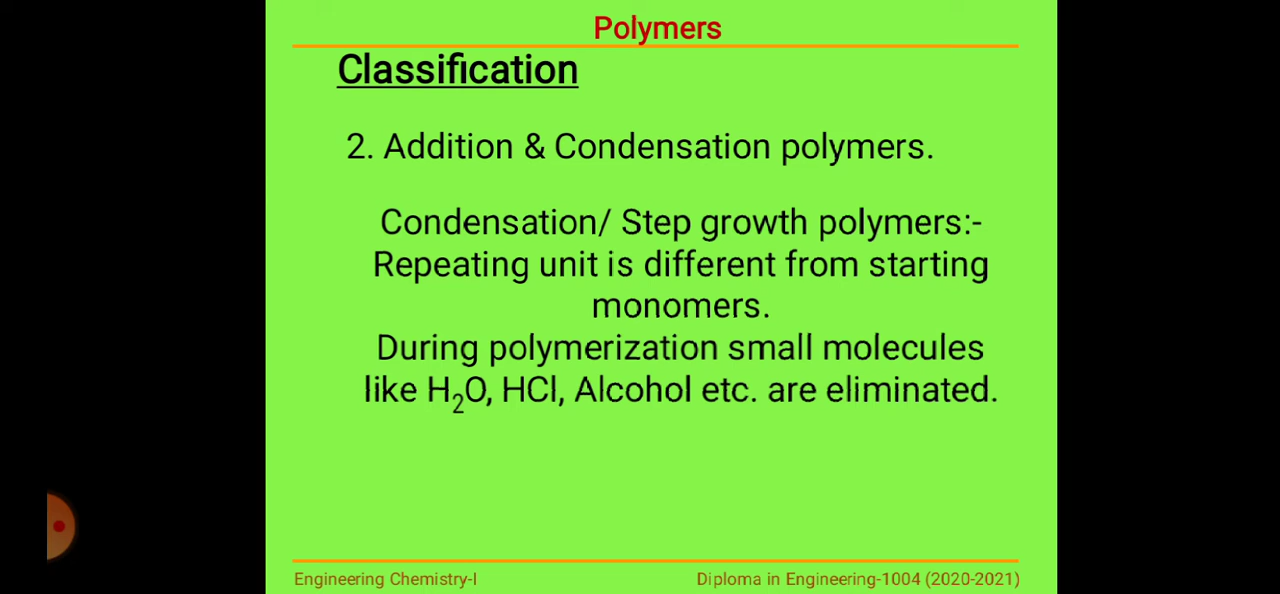 Polymers
Classification
2. Addition & Condensation polymers.
Condensation/ Step growth polymers:-
Repeating unit is different from starting
monomers.
During polymerization small molecules
like H₂O, HCl, Alcohol etc. are eliminated.
Engineering Chemistry-I
Diploma in Engineering-1004 (2020-2021)